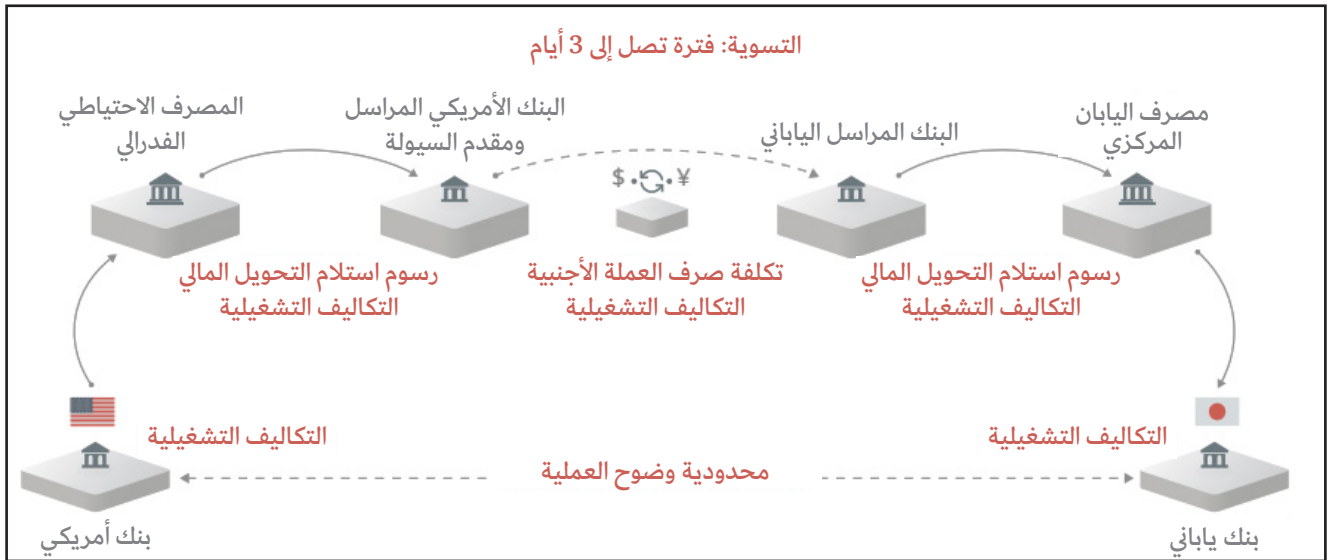 التسوية: فترة تصل إلى 3 أيام
المصرف الاحتياطي
الفدرالي
البنك الأمريكي المراسل
ومقدم السيولة
البنك المراسل الياباني
مصرف اليابان
المركزي
$ ¥
رسوم استلام التحويل المالي
التكاليف التشغيلية
تكلفة صرف العملة الأجنبية
التكاليف التشغيلية
رسوم استلام التحويل المالي
التكاليف التشغيلية
التكاليف التشغيلية
التكاليف التشغيلية
محدودية وضوح العملية
بنك أمريكي
بنك ياباني